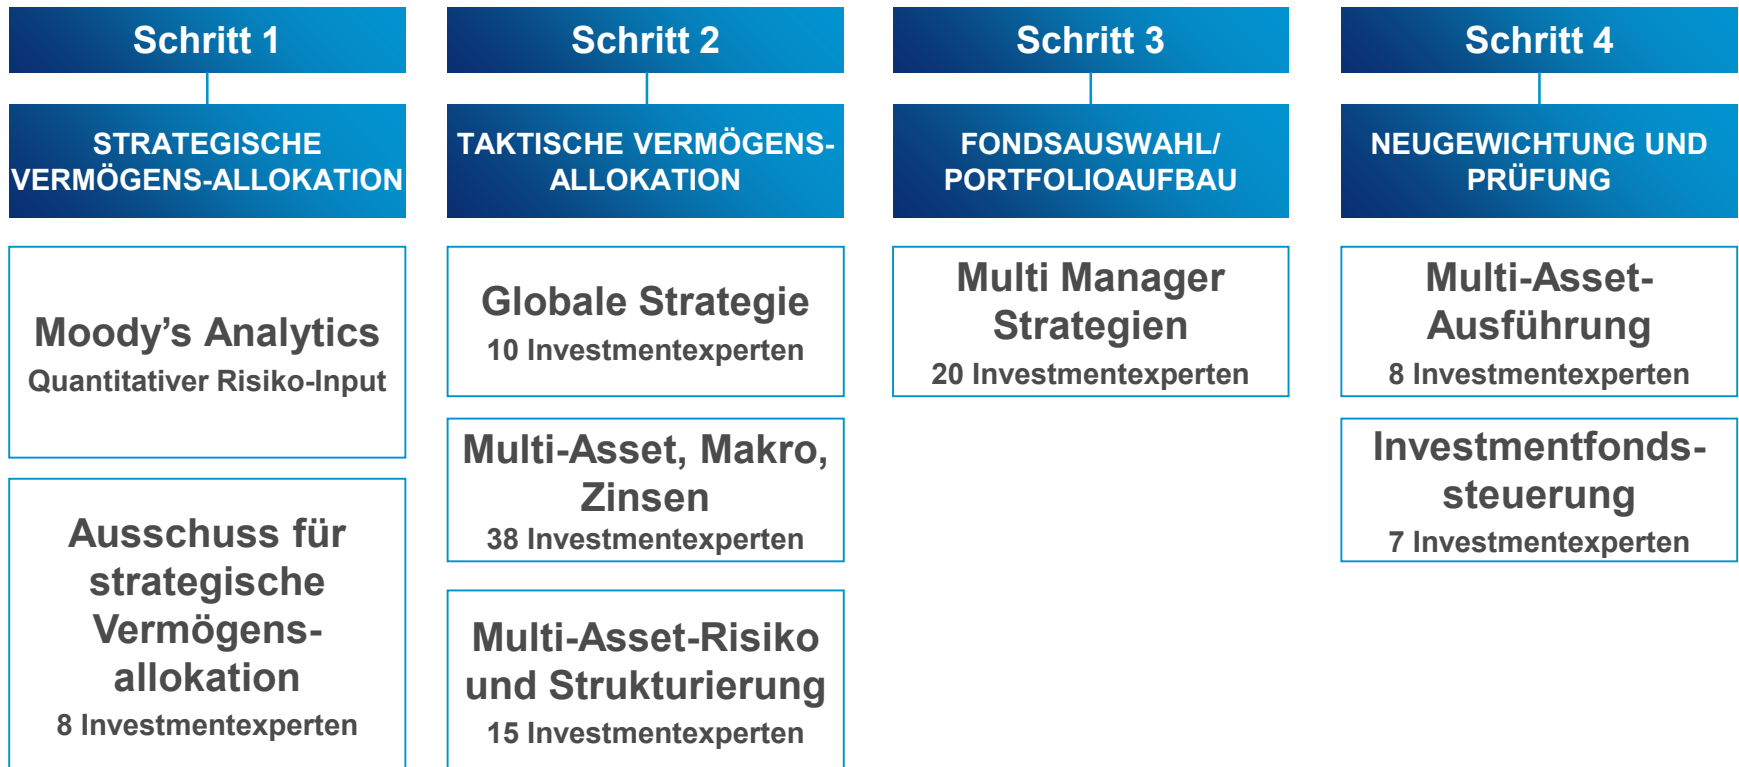 Schritt 1
STRATEGISCHE
VERMÖGENS-ALLOKATION
Moody’s Analytics
Quantitativer Risiko-Input
Ausschuss für
strategische
Vermögens-
allokation
8 Investmentexperten
Schritt 2
TAKTISCHE VERMÖGENS-
ALLOKATION
Globale Strategie
10 Investmentexperten
Multi-Asset, Makro,
Zinsen
38 Investmentexperten
Multi-Asset-Risiko
und Strukturierung
15 Investmentexperten
Schritt 3
FONDSAUSWAHL/
PORTFOLIOAUFBAU
Multi Manager
Strategien
20 Investmentexperten
Schritt 4
NEUGEWICHTUNG UND
PRÜFUNG
Multi-Asset-
Ausführung
8 Investmentexperten
Investmentfonds-
steuerung
7 Investmentexperten